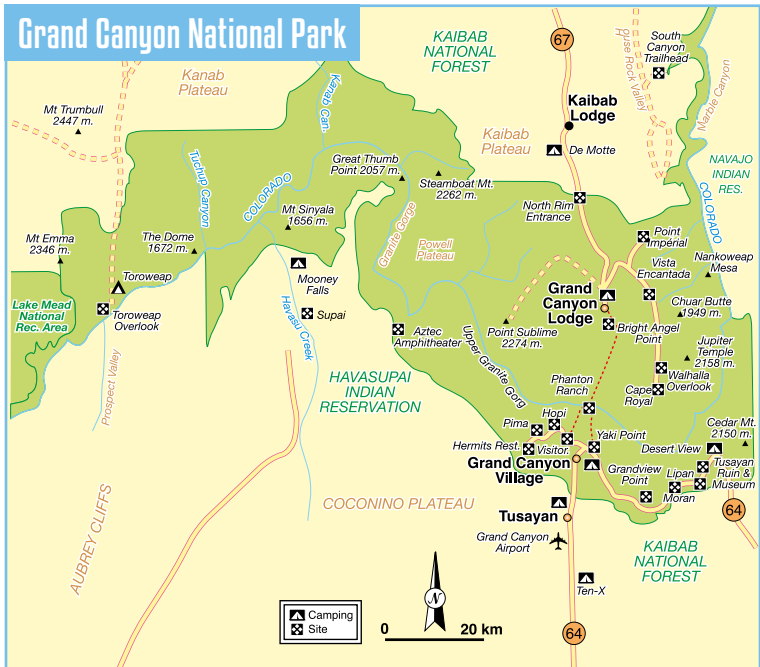 Grand Canyon National Park
KAIBAB
NATIONAL
FOREST
67
South
Canyon
Trailhead
ouse Rock Valley
Marble Canyon
Kanab
Plateau
Kanab Can.
Mt Trumbull
2447 m.
Kaibab
Lodge
Kaibab
Plateau
De Motte
NAVAJO
INDIAN
RES.
Tuchup Canyon
COLORADO
Great Thumb
Point 2057 m.
Steamboat Mt.
2262 m.
North Rim
Entrance
COLORADO
Mt Sinyala
1656 m.
Granite Gorge
Powell
Plateau
Point
Impérial
Mt Emma
2346 m.
The Dome
1672 m.
Vista
Encantada
Nankoweap
Mesa
Toroweap
Mooney
Falls
Grand
Canyon
Lodge
Lake Mead
National
Rec. Area
Toroweap
Overlook
Havasu Creek
Supai
Aztec
Amphitheater
Point Sublime
2274 m.
Bright Angel
Point
Chuar Butte
1949 m.
Jupiter
Temple
2158 m.
Prospect Valley
Upper Granite Gorg
HAVASUPAI
INDIAN
RESERVATION
Phanton
Ranch
Walhalla
Overlook
Cape
Royal
Pima
Hopi
Hermits Rest.
Visitor.
Yaki Point
Cedar Mt.
2150 m.
Desert View
Grand Canyon
Village
Grandview
Point
Lipan
Moran
Tusayan
Ruin &
Museum
AUBREY CLIFFS
COCONINO PLATEAU
Tusayan
64
Grand Canyon
Airport
KAIBAB
NATIONAL
FOREST
Ten-X
N
Camping
Site
0 20 km
64